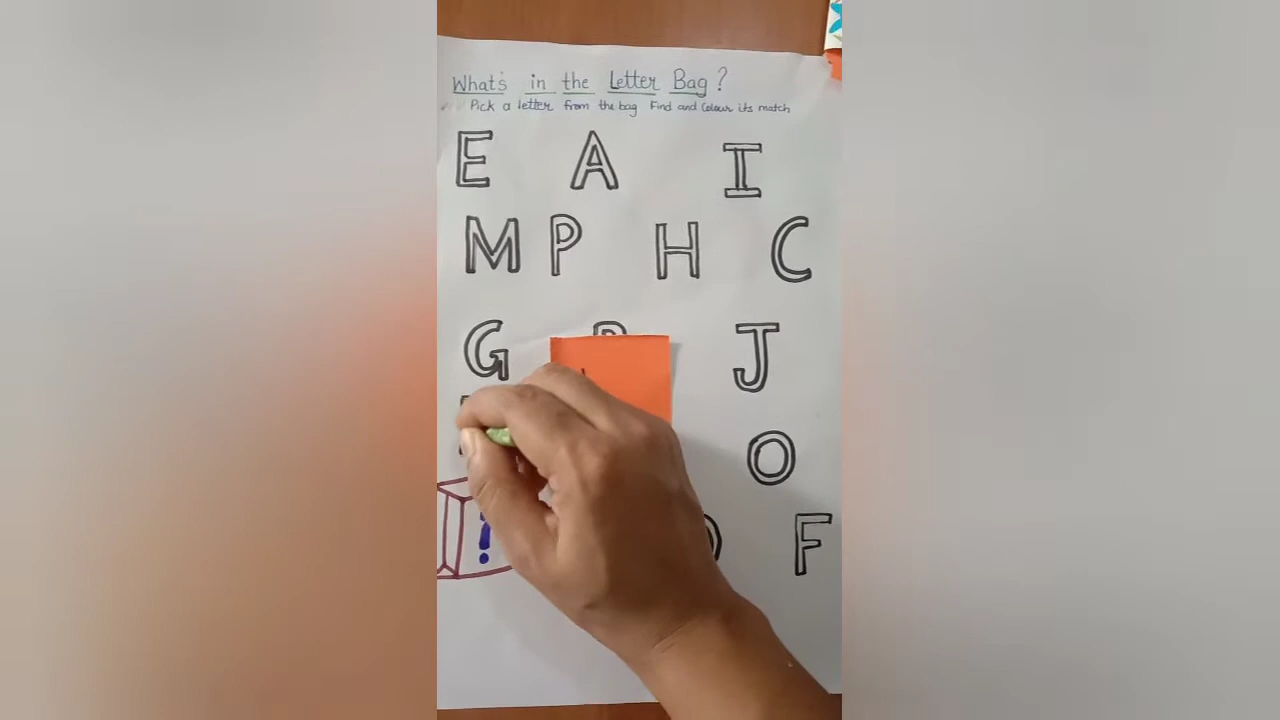 What's in the Letter Bag?
Pick a letter from the bag Find and Colour its match
E A I
M P H C
G J
O
? F